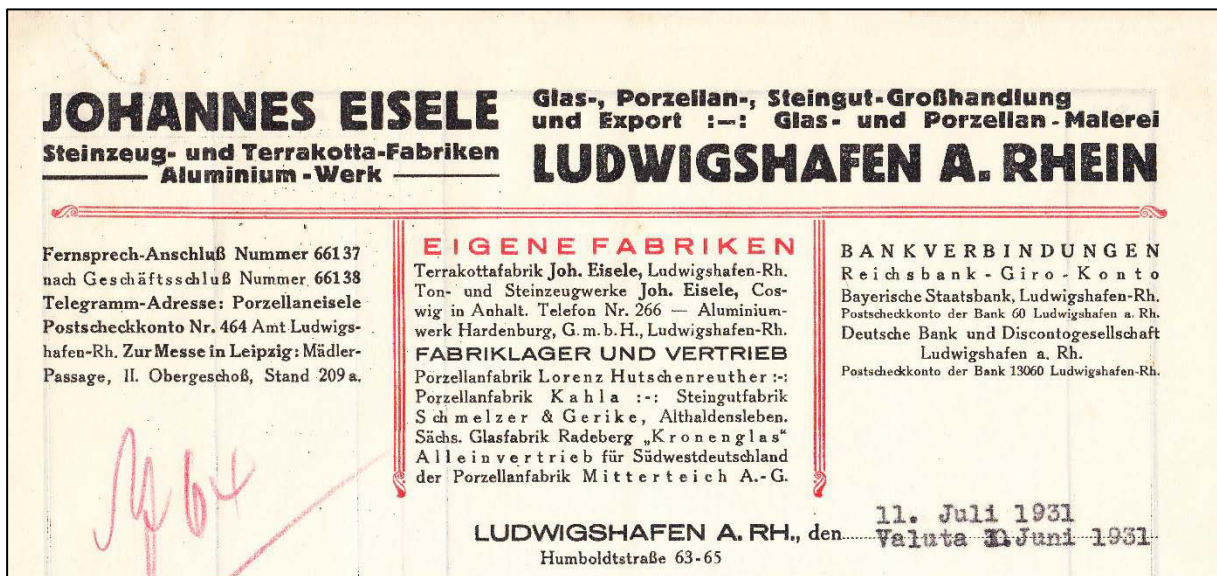 JOHANNES EISELE
Steinzeug- und Terrakotta-Fabriken
Aluminium-Werk
Glas-, Porzellan-, Steingut-Großhandlung
und Export :-: Glas- und Porzellan-Malerei
LUDWIGSHAFEN A. RHEIN
Fernsprech-Anschluß Nummer 66137
nach Geschäftsschluß Nummer 66138
Telegramm-Adresse: Porzellaneisele
Postscheckkonto Nr. 464 Amt Ludwigs-
hafen-Rh. Zur Messe in Leipzig: Mädler-
Passage, II. Obergeschoß, Stand 209a.
EIGENE FABRIKEN
Terrakottafabrik Joh. Eisele, Ludwigshafen-Rh.
Ton- und Steinzeugwerke Joh. Eisele, Cos-
wig in Anhalt. Telefon Nr. 266 — Aluminium-
werk Hardenburg, G.m.b.H., Ludwigshafen-Rh.
FABRIKLAGER UND VERTRIEB
Porzellanfabrik Lorenz Hutschenreuther :-:
Porzellanfabrik Kahla :-: Steingutfabrik
Schmelzer & Gerike, Althaldensleben.
Sächs. Glasfabrik Radeberg „Kronenglas"
Alleinvertrieb für Südwestdeutschland
der Porzellanfabrik Mitterteich A.-G.
BANKVERBINDUNGEN
Reichsbank-Giro-Konto
Bayerische Staatsbank, Ludwigshafen-Rh.
Postscheckkonto der Bank 60 Ludwigshafen a. Rh.
Deutsche Bank und Discontogesellschaft
Ludwigshafen a. Rh.
Postscheckkonto der Bank 13060 Ludwigshafen-Rh.
64
LUDWIGSHAFEN A. RH., den
11. Juli 1931
Valuta Juni 1931
Humboldtstraße 63-65